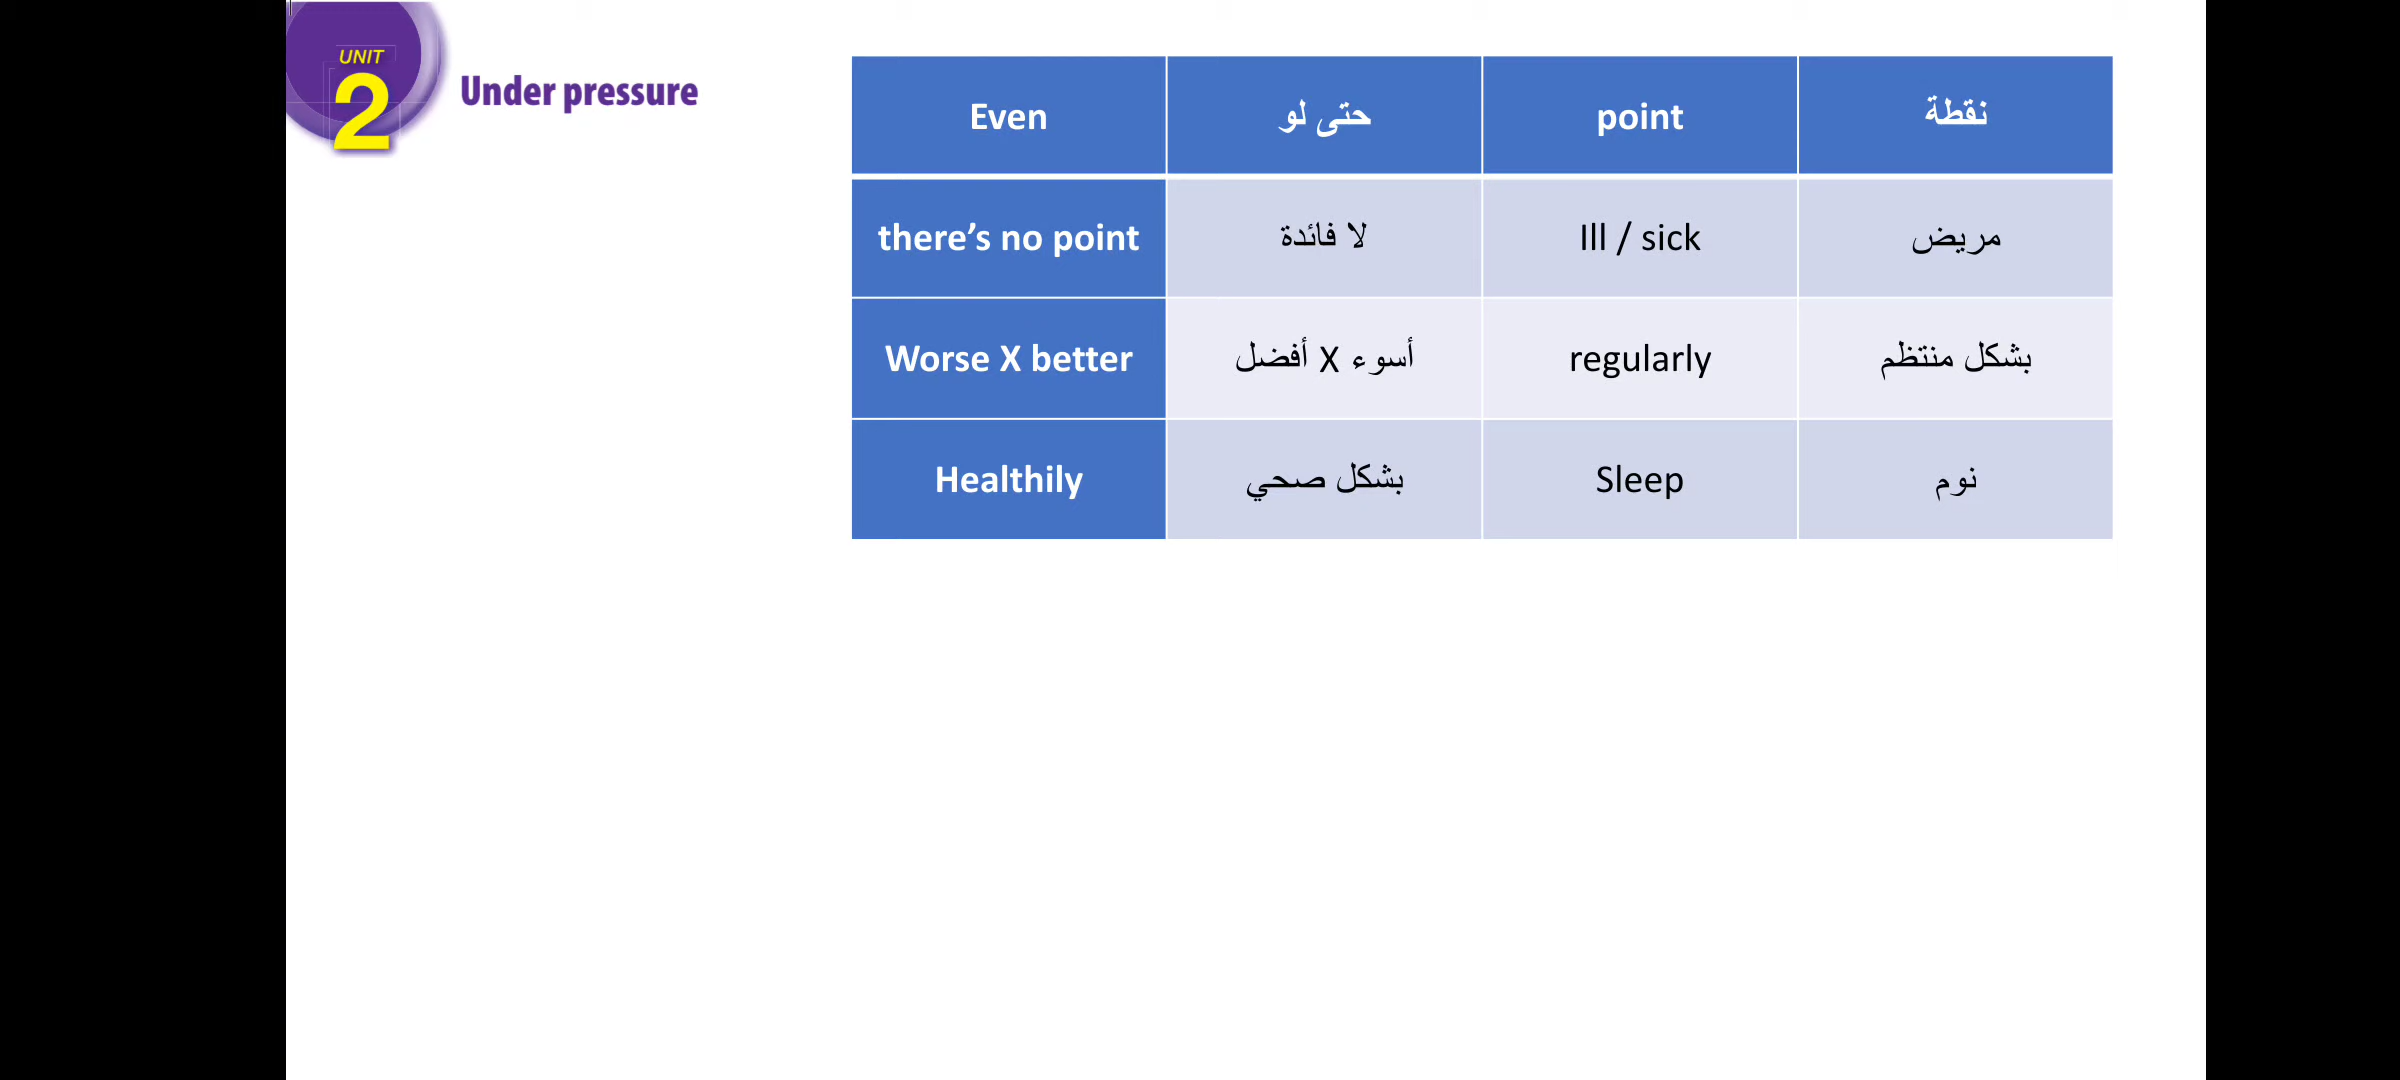 UNIT
2
Under pressure
Even
حتى لو
point
نقطة
there’s no point
لا فائدة
Ill / sick
مريض
Worse X better
أسوء X أفضل
regularly
بشكل منتظم
Healthily
بشكل صحي
Sleep
نوم